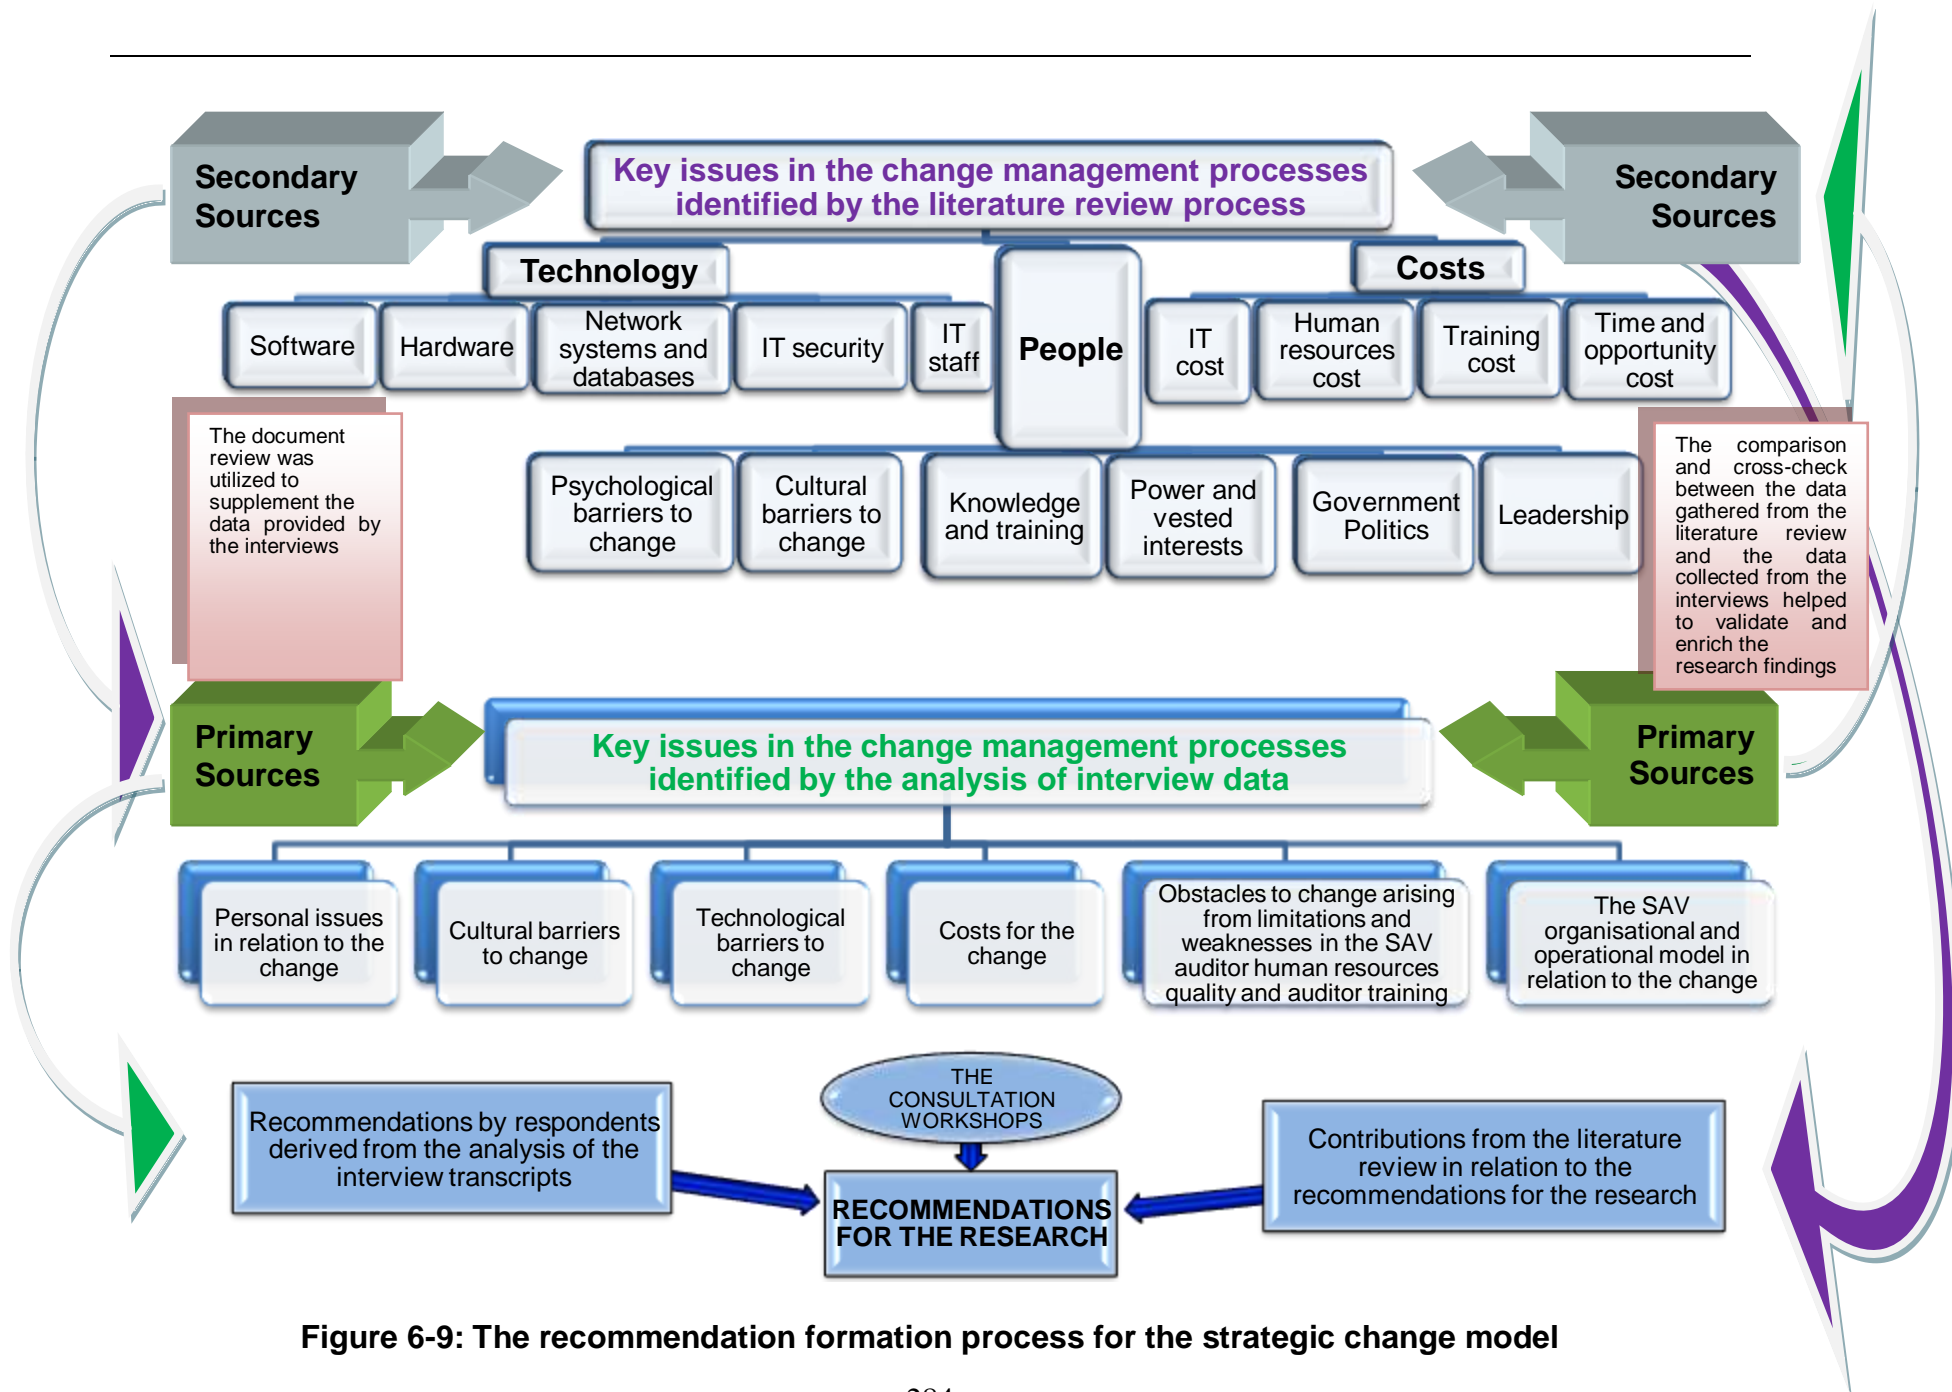 Secondary
Sources
Key issues in the change management processes
identified by the literature review process
Secondary
Sources
Technology
People
Costs
Software
Hardware
Network
systems and
databases
IT security
IT
staff
IT
cost
Human
resources
cost
Training
cost
Time and
opportunity
cost
Psychological
barriers to
change
Cultural
barriers to
change
Knowledge
and training
Power and
vested
interests
Government
Politics
Leadership
The document
review was
utilized to
supplement the
data provided by
the interviews
The comparison
and cross-check
between the data
gathered from the
literature review
and the data
collected from the
interviews helped
to validate and
enrich the
research findings
Primary
Sources
Key issues in the change management processes
identified by the analysis of interview data
Primary
Sources
Personal issues
in relation to the
change
Cultural barriers
to change
Technological
barriers to
change
Costs for the
change
Obstacles to change arising
from limitations and
weaknesses in the SAV
auditor human resources
quality and auditor training
The SAV
organisational and
operational model in
relation to the change
Recommendations by respondents
derived from the analysis of the
interview transcripts
THE
CONSULTATION
WORKSHOPS
RECOMMENDATIONS
FOR THE RESEARCH
Contributions from the literature
review in relation to the
recommendations for the research
Figure 6-9: The recommendation formation process for the strategic change model